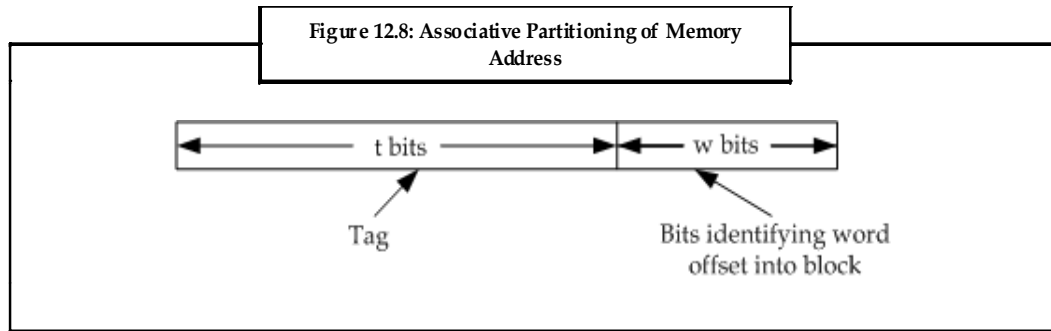 Figure 12.8: Associative Partitioning of Memory
Address
t bits
w bits
Tag
Bits identifying word
offset into block